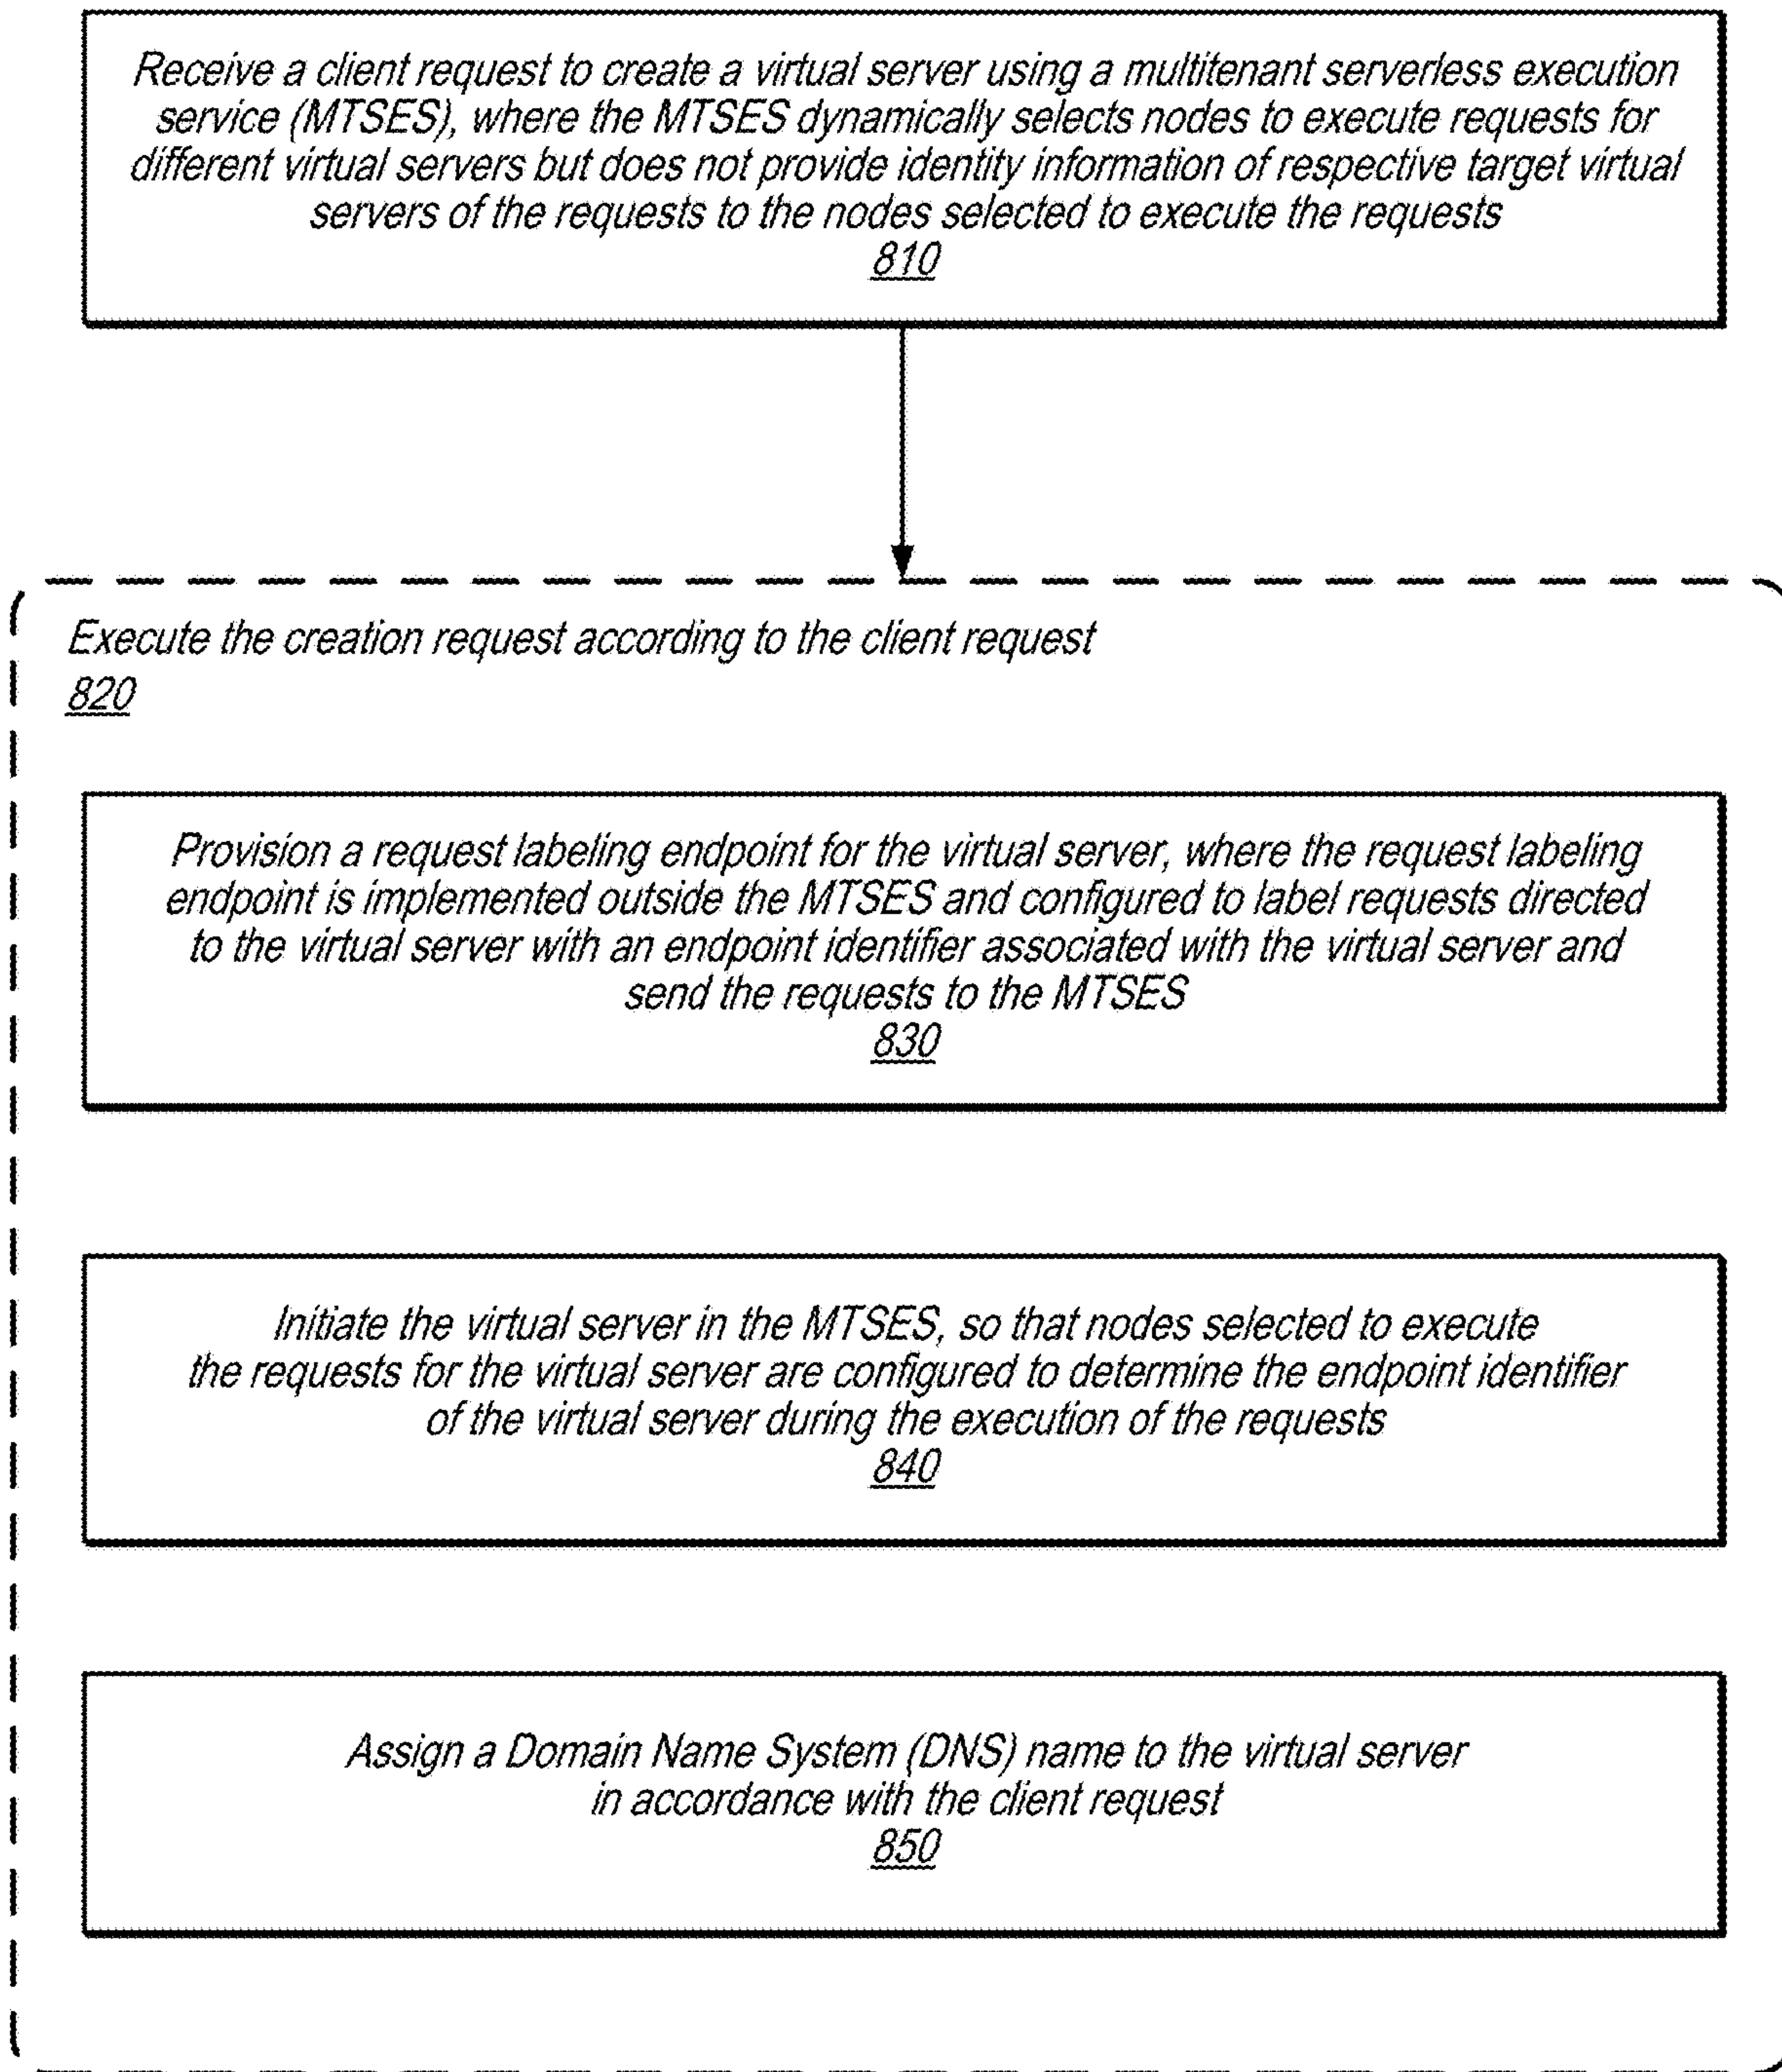 Receive a client request to create a virtual server using a multitenant serverless execution
service (MTSES), where the MTSES dynamically selects nodes to execute requests for
different virtual servers but does not provide identity information of respective target virtual
servers of the requests to the nodes selected to execute the requests
810
Execute the creation request according to the client request
820
Provision a request labeling endpoint for the virtual server, where the request labeling
endpoint is implemented outside the MTSES and configured to label requests directed
to the virtual server with an endpoint identifier associated with the virtual server and
send the requests to the MTSES
830
Initiate the virtual server in the MTSES, so that nodes selected to execute
the requests for the virtual server are configured to determine the endpoint identifier
of the virtual server during the execution of the requests
840
Assign a Domain Name System (DNS) name to the virtual server
in accordance with the client request
850